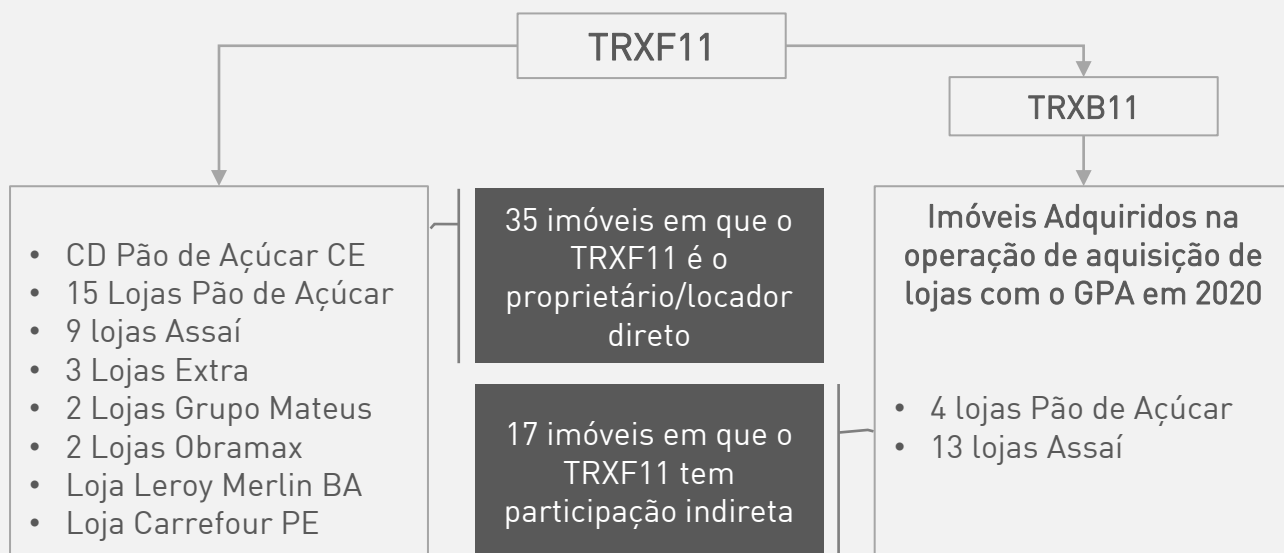 TRXF11
TRXB11
• CD Pão de Açúcar CE
• 15 Lojas Pão de Açúcar
• 9 lojas Assaí
• 3 Lojas Extra
• 2 Lojas Grupo Mateus
• 2 Lojas Obramax
• Loja Leroy Merlin BA
• Loja Carrefour PE
35 imóveis em que o
TRXF11 é o
proprietário/locador
direto
17 imóveis em que o
TRXF11 tem
participação indireta
Imóveis Adquiridos na
operação de aquisição de
lojas com o GPA em 2020
• 4 lojas Pão de Açúcar
• 13 lojas Assaí